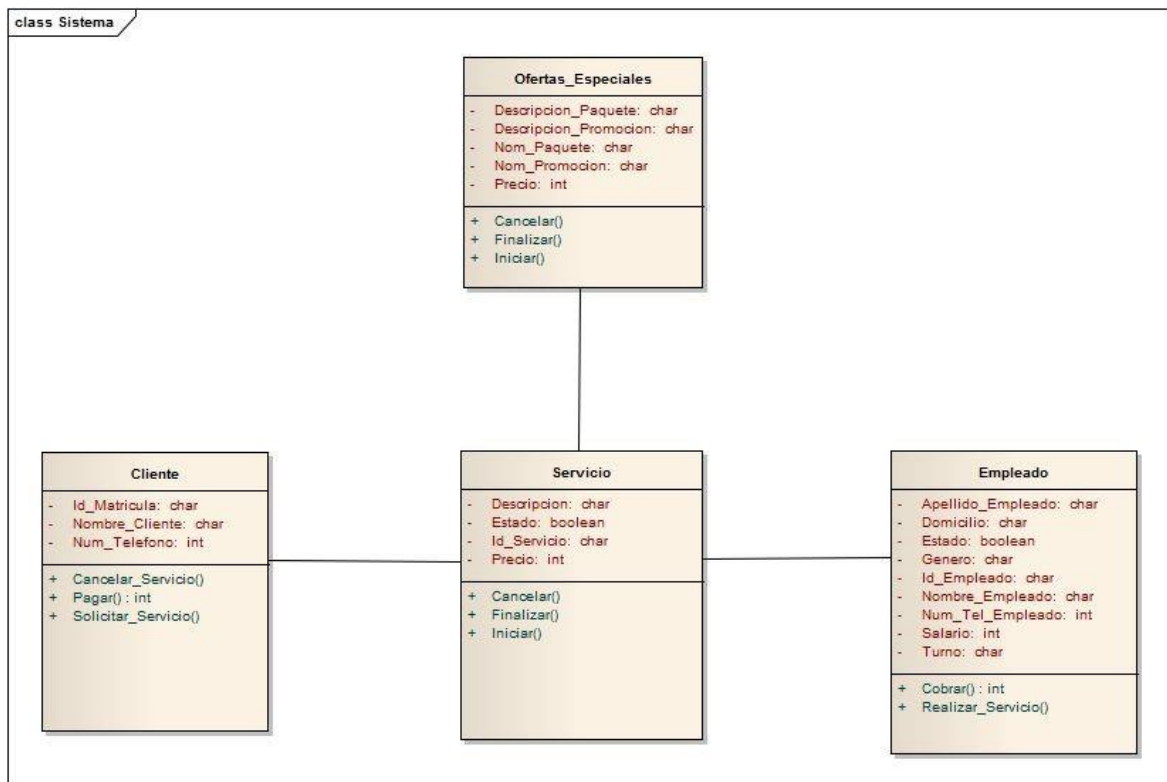 class Sistema
Ofertas_Especiales
- Descripcion_Paquete: char
- Descripcion_Promocion: char
- Nom_Paquete: char
- Nom_Promocion: char
- Precio: int
+ Cancelar()
+ Finalizar()
+ Iniciar()
Cliente
- Id_Matricula: char
- Nombre_Cliente: char
- Num_Telefono: int
+ Cancelar_Servicio()
+ Pagar() : int
+ Solicitar_Servicio()
Servicio
- Descripcion: char
- Estado: boolean
- Id_Servicio: char
- Precio: int
+ Cancelar()
+ Finalizar()
+ Iniciar()
Empleado
- Apellido_Empleado: char
- Domicilio: char
- Estado: boolean
- Genero: char
- Id_Empleado: char
- Nombre_Empleado: char
- Num_Tel_Empleado: int
- Salario: int
- Turno: char
+ Cobrar() : int
+ Realizar_Servicio()